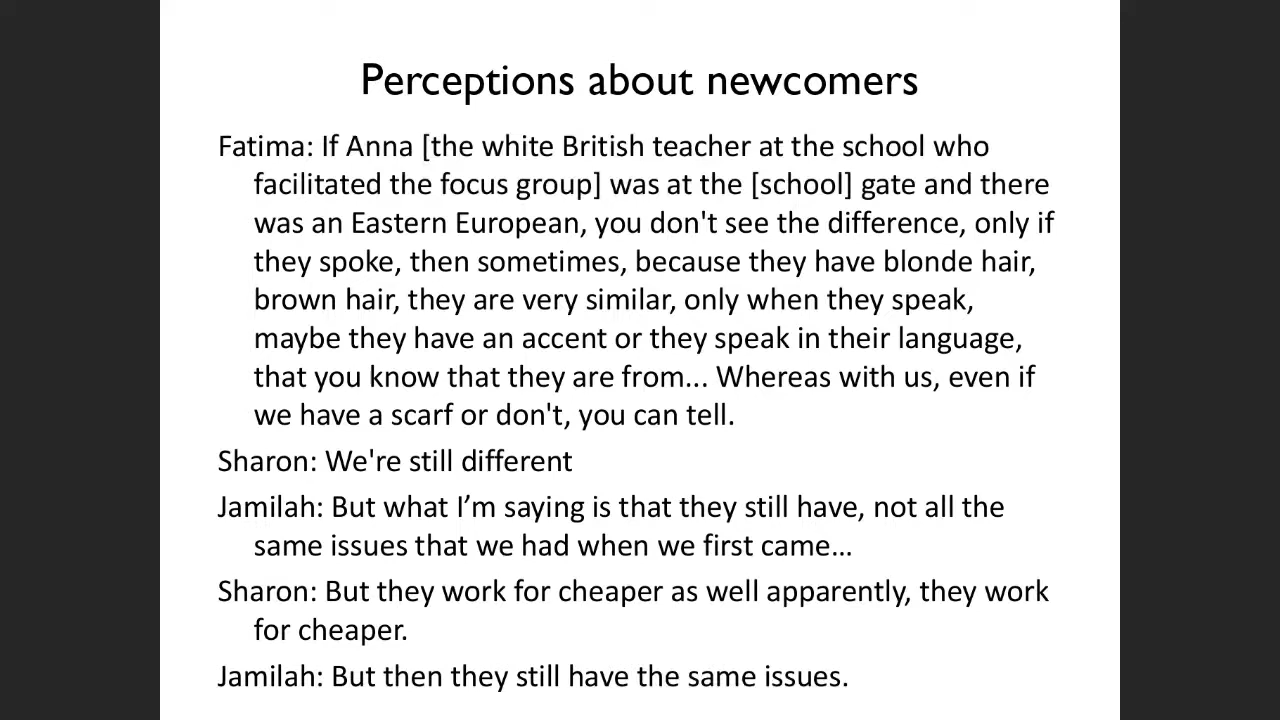 Perceptions about newcomers
Fatima: If Anna [the white British teacher at the school who
facilitated the focus group] was at the [school] gate and there
was an Eastern European, you don't see the difference, only if
they spoke, then sometimes, because they have blonde hair,
brown hair, they are very similar, only when they speak,
maybe they have an accent or they speak in their language,
that you know that they are from... Whereas with us, even if
we have a scarf or don't, you can tell.
Sharon: We're still different
Jamilah: But what I’m saying is that they still have, not all the
same issues that we had when we first came…
Sharon: But they work for cheaper as well apparently, they work
for cheaper.
Jamilah: But then they still have the same issues.